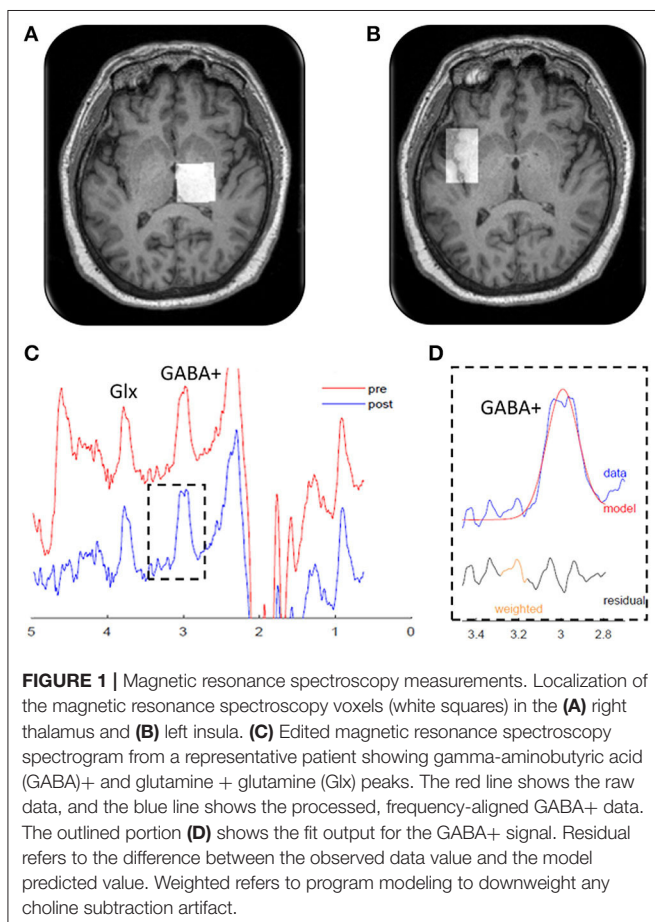 A
B
C
D
Glx
GABA+
pre
post
5 4 3 2 1 0
GABA+
data
model
residual
weighted
3.4 3.2 3 2.8
FIGURE 1 | Magnetic resonance spectroscopy measurements. Localization of
the magnetic resonance spectroscopy voxels (white squares) in the (A) right
thalamus and (B) left insula. (C) Edited magnetic resonance spectroscopy
spectrogram from a representative patient showing gamma-aminobutyric acid
(GABA)+ and glutamine + glutamine (Glx) peaks. The red line shows the raw
data, and the blue line shows the processed, frequency-aligned GABA+ data.
The outlined portion (D) shows the fit output for the GABA+ signal. Residual
refers to the difference between the observed data value and the model
predicted value. Weighted refers to program modeling to downweight any
choline subtraction artifact.